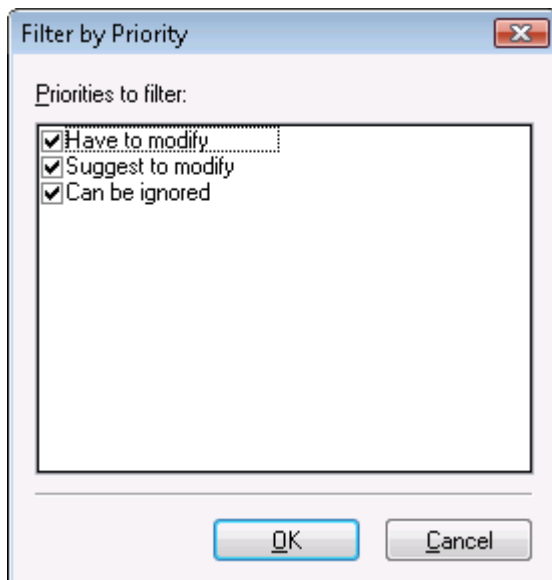 Filter by Priority
Priorities to filter:
Have to modify
Suggest to modify
Can be ignored
OK
Cancel